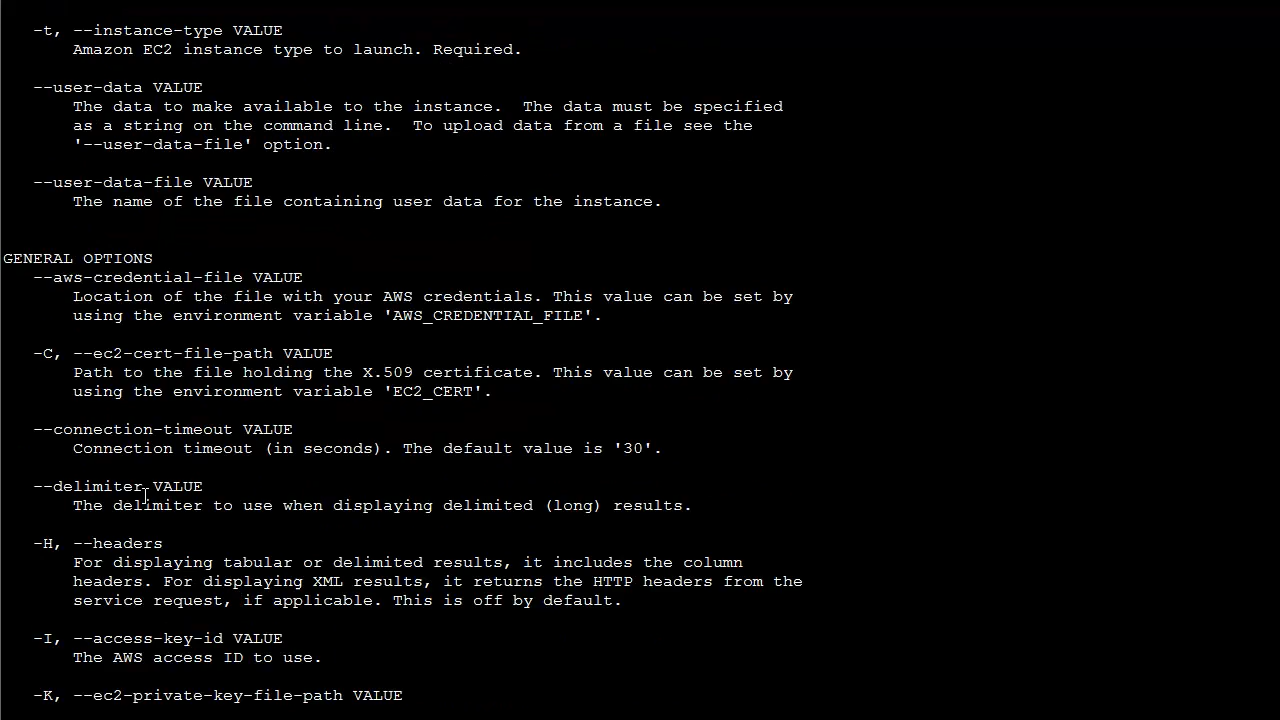 -t, --instance-type VALUE
Amazon EC2 instance type to launch. Required.
--user-data VALUE
The data to make available to the instance.  The data must be specified
as a string on the command line.  To upload data from a file see the
'--user-data-file' option.
--user-data-file VALUE
The name of the file containing user data for the instance.
GENERAL OPTIONS
--aws-credential-file VALUE
Location of the file with your AWS credentials. This value can be set by
using the environment variable 'AWS_CREDENTIAL_FILE'.
-C, --ec2-cert-file-path VALUE
Path to the file holding the X.509 certificate. This value can be set by
using the environment variable 'EC2_CERT'.
--connection-timeout VALUE
Connection timeout (in seconds). The default value is '30'.
--delimiter VALUE
The delimiter to use when displaying delimited (long) results.
-H, --headers
For displaying tabular or delimited results, it includes the column
headers. For displaying XML results, it returns the HTTP headers from the
service request, if applicable. This is off by default.
-I, --access-key-id VALUE
The AWS access ID to use.
-K, --ec2-private-key-file-path VALUE